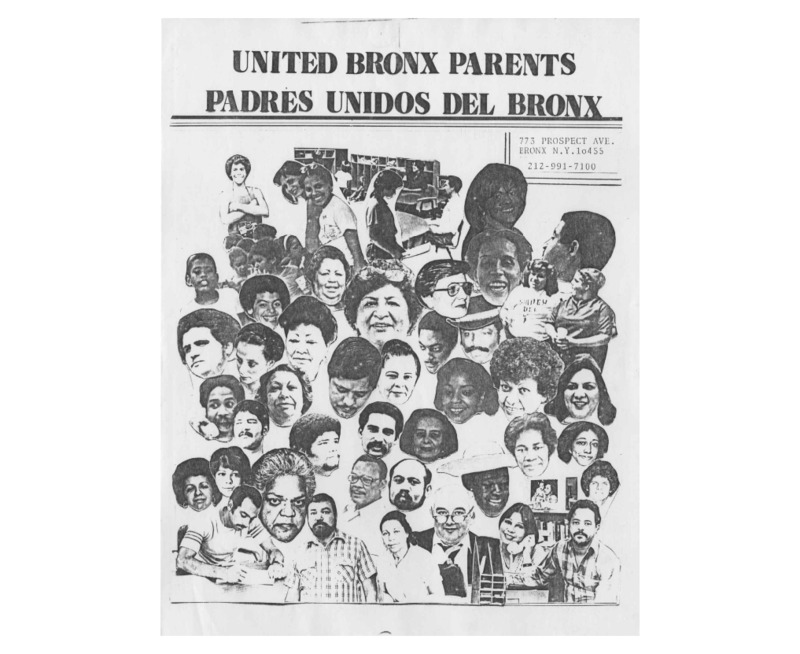 UNITED BRONX PARENTS
PADRES UNIDOS DEL BRONX
773 PROSPECT AVE.
BRONX N.Y.10455
212-991-7100